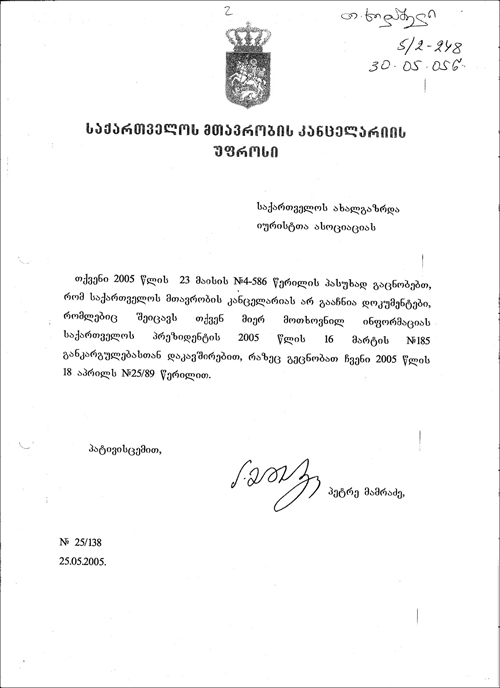 2
თ. ხიდაშელი
5/2-248
30.05.05წ.
საქართველოს მთავრობის კანცელარიის
უფროსი
საქართველოს ახალგაზრდა
იურისტთა ასოციაციას
თქვენი 2005 წლის 23 მაისის №4-586 წერილის პასუხად გაცნობებთ,
რომ საქართველოს მთავრობის კანცელარიას არ გააჩნია დოკუმენტები,
რომლებიც შეიცავს თქვენ მიერ მოთხოვნილ ინფორმაციას
საქართველოს პრეზიდენტის 2005 წლის 16 მარტის №185
განკარგულებასთან დაკავშირებით, რაზეც გეცნობათ ჩვენი 2005 წლის
18 აპრილს №25/89 წერილით.
პატივისცემით,
პეტრე მამრაძე,
№ 25/138
25.05.2005.